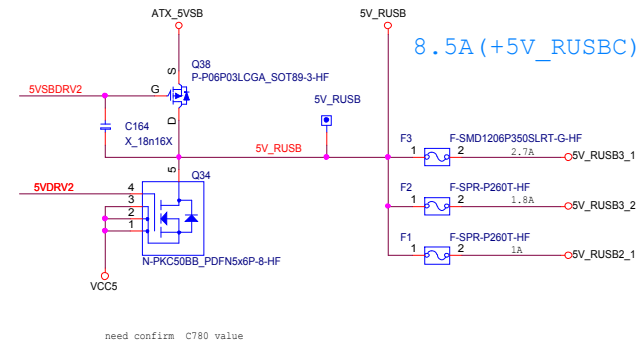 ATX_5VSB
5V_RUSB
8.5A(+5V_RUSBC)
S
Q38
P-P06P03LCGA_SOT89-3-HF
5VSBDRV2
G
5V_RUSB
C164
X_18n16X
D
F3
F-SMD1206P350SLRT-G-HF
1
2
2.7A
5V_RUSB3_1
5V_RUSB
5
Q34
5VDRV2
4
3
2
1
F2
F-SPR-P260T-HF
1
2
1.8A
5V_RUSB3_2
F1
F-SPR-P260T-HF
1
2
1A
5V_RUSB2_1
N-PKC50BB_PDFN5x6P-8-HF
VCC5
need confirm C780 value